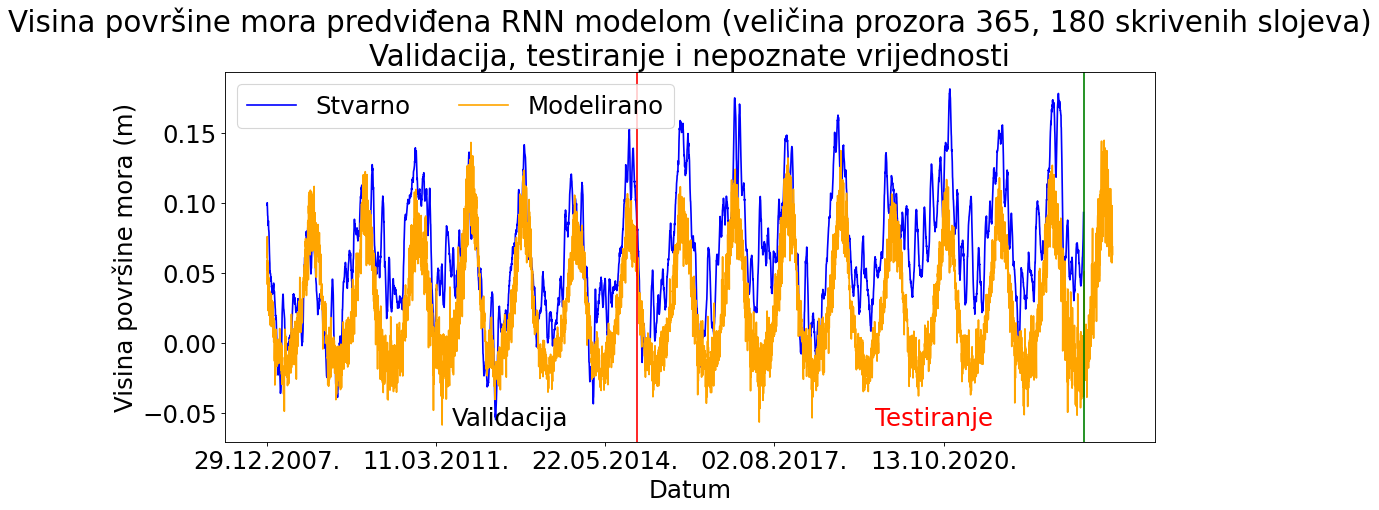 Visina površine mora predviđena RNN modelom (veličina prozora 365, 180 skrivenih slojeva)
Validacija, testiranje i nepoznate vrijednosti
Stvarno Modelirano
Visina površine mora (m)
0.15
0.10
0.05
0.00
−0.05
Validacija Testiranje
29.12.2007. 11.03.2011. 22.05.2014. 02.08.2017. 13.10.2020.
Datum